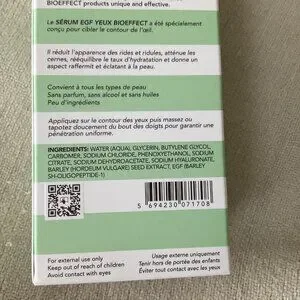 BIOEFFECT products unique and effective.
Le SÉRUM EGF YEUX BIOEFFECT a été spécialement
conçu pour cibler le contour de l'œil.
Il réduit l'apparence des rides et ridules, atténue les
cernes, rééquilibre le taux d'hydratation et donne un
aspect raffermit et éclatant à la peau.
Convient à tous les types de peau
Sans parfum, sans alcool et sans huiles
Peu d'ingrédients
Appliquez sur le contour des yeux puis massez ou
tapotez doucement du bout des doigts pour garantir une
pénétration uniforme.
INGREDIENTS: WATER (AQUA), GLYCERIN, BUTYLENE GLYCOL,
CARBOMER, SODIUM CHLORIDE, PHENOXYETHANOL, SODIUM
CITRATE, SODIUM DEHYDROACETATE, SODIUM HYALURONATE,
BARLEY (HORDEUM VULGARE) SEED EXTRACT, EGF (BARLEY
SH-OLIGOPEPTIDE-1)
5 694230 071708
For external use only
Keep out of reach of children
Avoid contact with eyes
Usage externe uniquement
Tenir hors de portée des enfants
Éviter tout contact avec les yeux